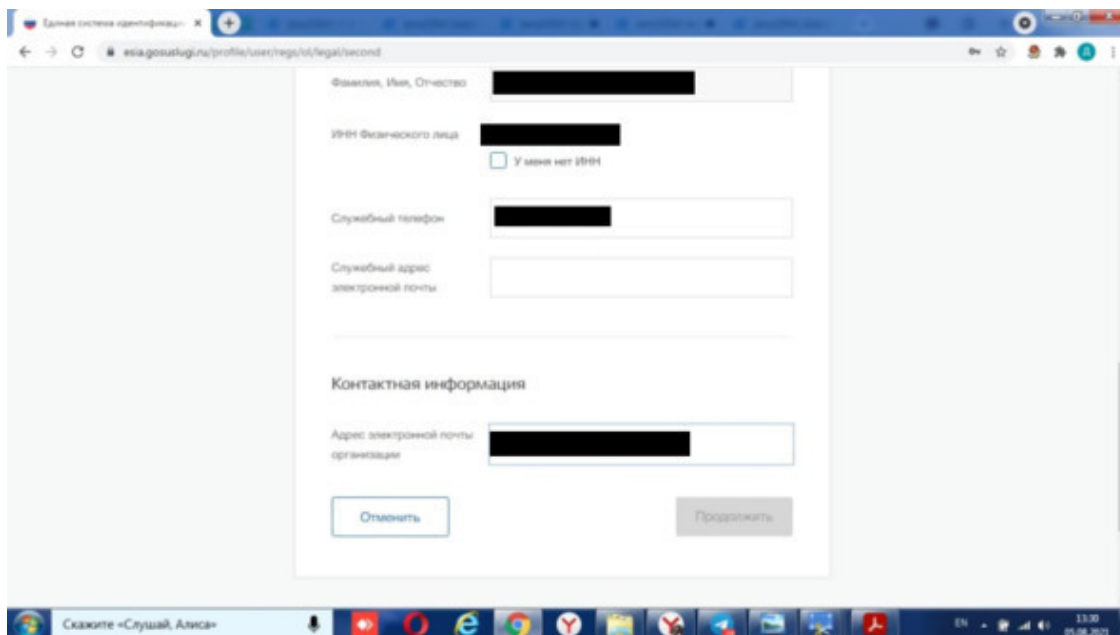 Единая система идентификаци
esia.gosuslugi.ru/profile/user/regs/ol/legal/second
Д
Фамилия, Имя, Отчество
ИНН Физического лица
У меня нет ИНН
Служебный телефон
Служебный адрес
электронной почты
Контактная информация
Адрес электронной почты
организации
Отменить
Продолжить
Скажите «Слушай, Алиса»
EN
13:30